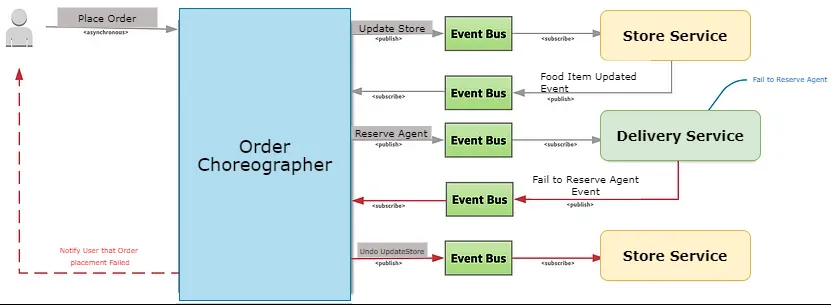 Place Order
<asynchronous>
Update Store
<publish>
Event Bus
<subscribe>
Store Service
Food Item Updated
Event
<publish>
Event Bus
<subscribe>
Fail to Reserve Agent
Order
Choreographer
Reserve Agent
<publish>
Event Bus
<subscribe>
Delivery Service
Fail to Reserve Agent
Event
<publish>
Event Bus
<subscribe>
Notify User that Order
placement Failed
Undo UpdateStore
<publish>
Event Bus
<subscribe>
Store Service